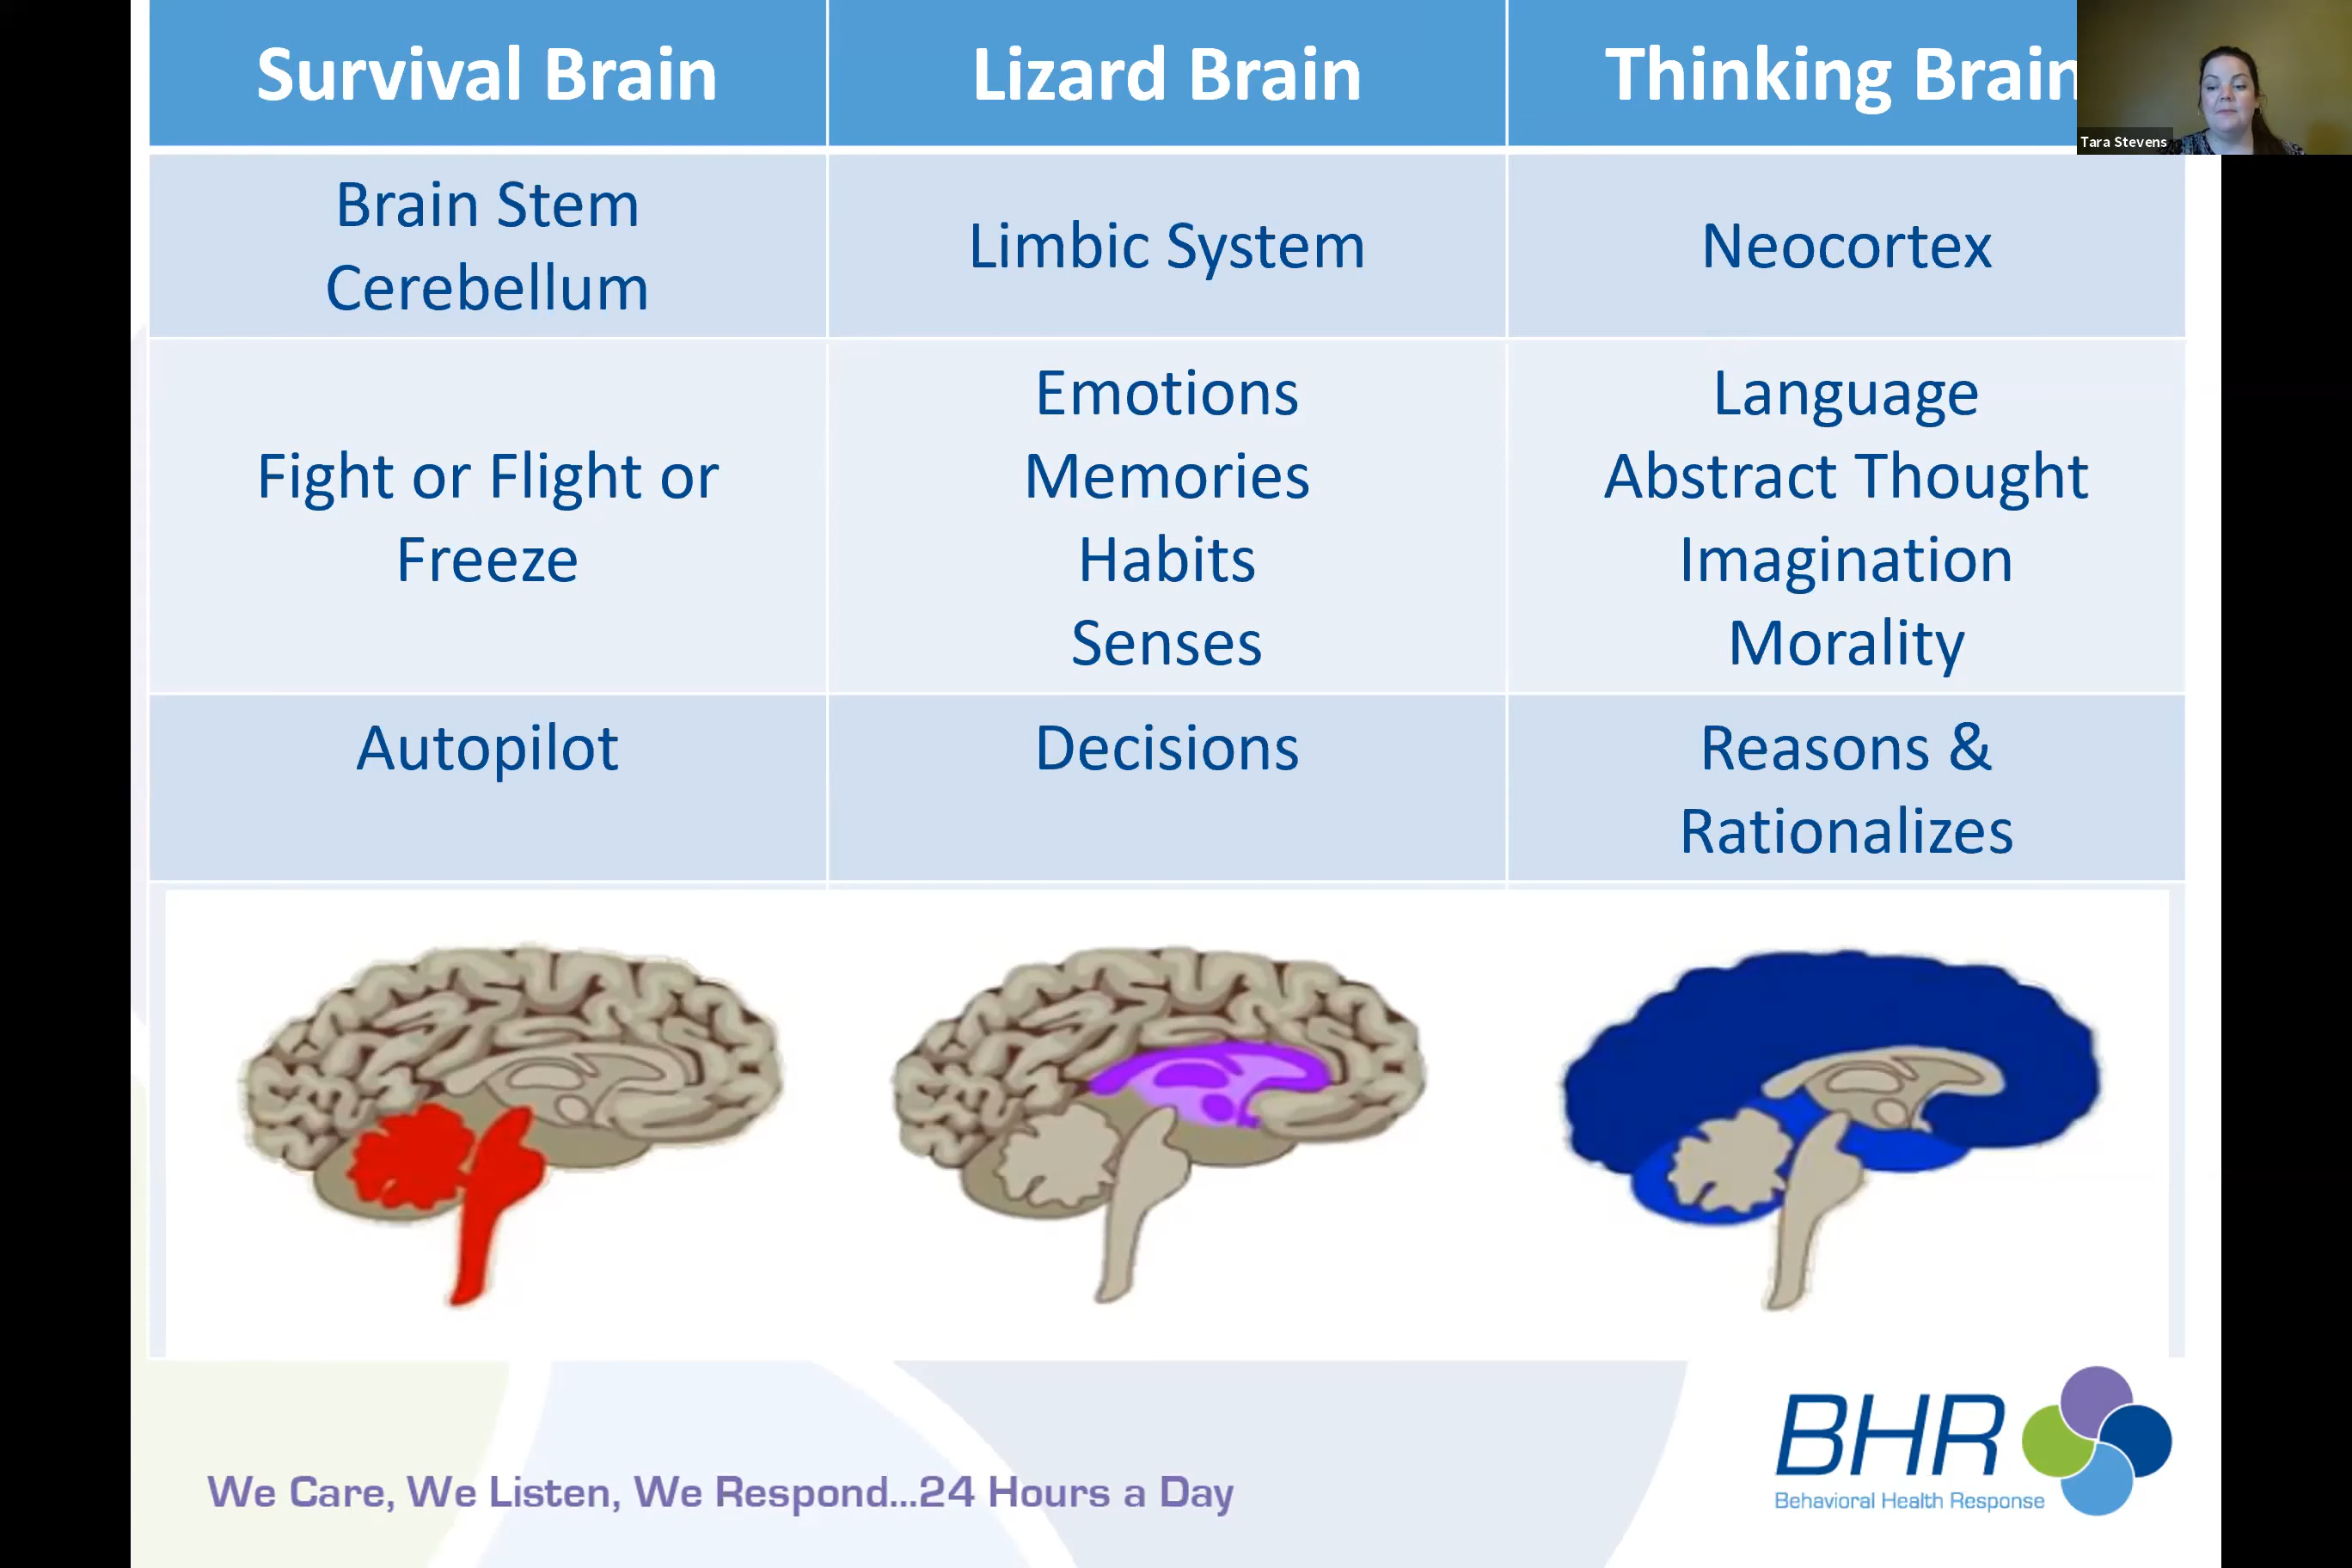 Survival Brain
Lizard Brain
Thinking Brain
Tara Stevens
Brain Stem
Cerebellum
Limbic System
Neocortex
Fight or Flight or
Freeze
Emotions
Memories
Habits
Senses
Language
Abstract Thought
Imagination
Morality
Autopilot
Decisions
Reasons &
Rationalizes
We Care, We Listen, We Respond...24 Hours a Day
BHR
Behavioral Health Response